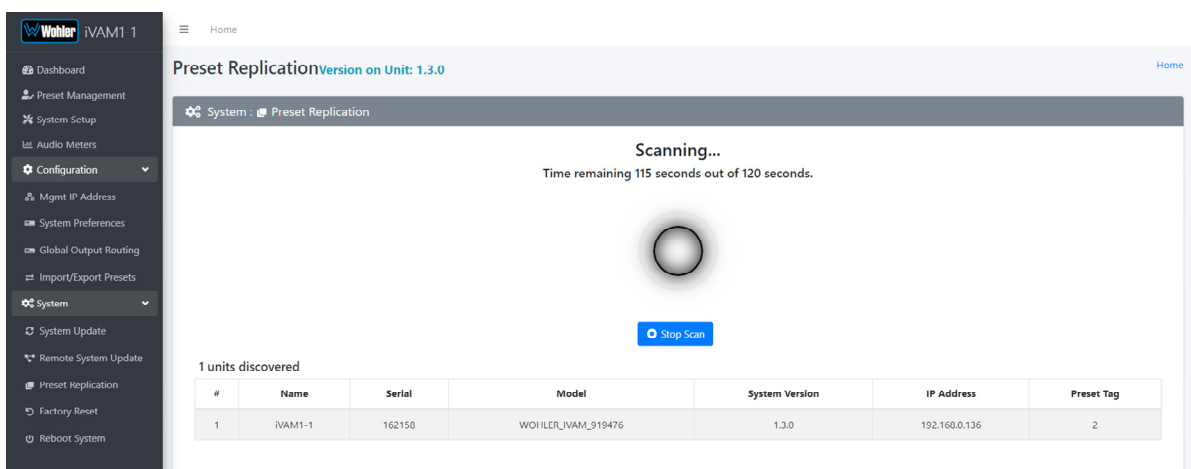 Wohler iVAM1-1
Home
Dashboard
Preset Management
System Setup
Audio Meters
Configuration
Mgmt IP Address
System Preferences
Global Output Routing
Import/Export Presets
System
System Update
Remote System Update
Preset Replication
Factory Reset
Reboot System
Preset Replication Version on Unit: 1.3.0
Home
System : Preset Replication
Scanning...
Time remaining 115 seconds out of 120 seconds.
Stop Scan
1 units discovered
# Name Serial Model System Version IP Address Preset Tag
1 iVAM1-1 162158 WOHLER_IVAM_919476 1.3.0 192.168.0.136 2